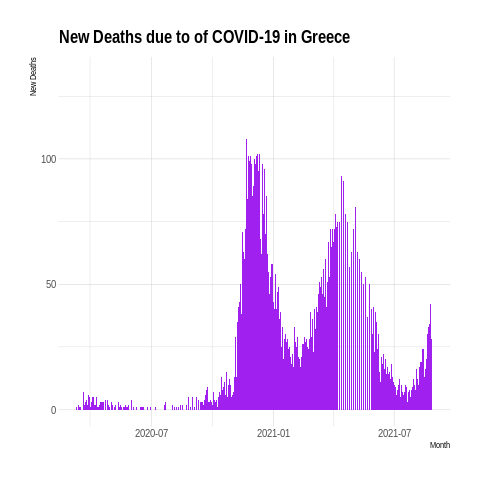 New Deaths due to of COVID-19 in Greece
New Deaths
100
50
0
2020-07 2021-01 2021-07
Month